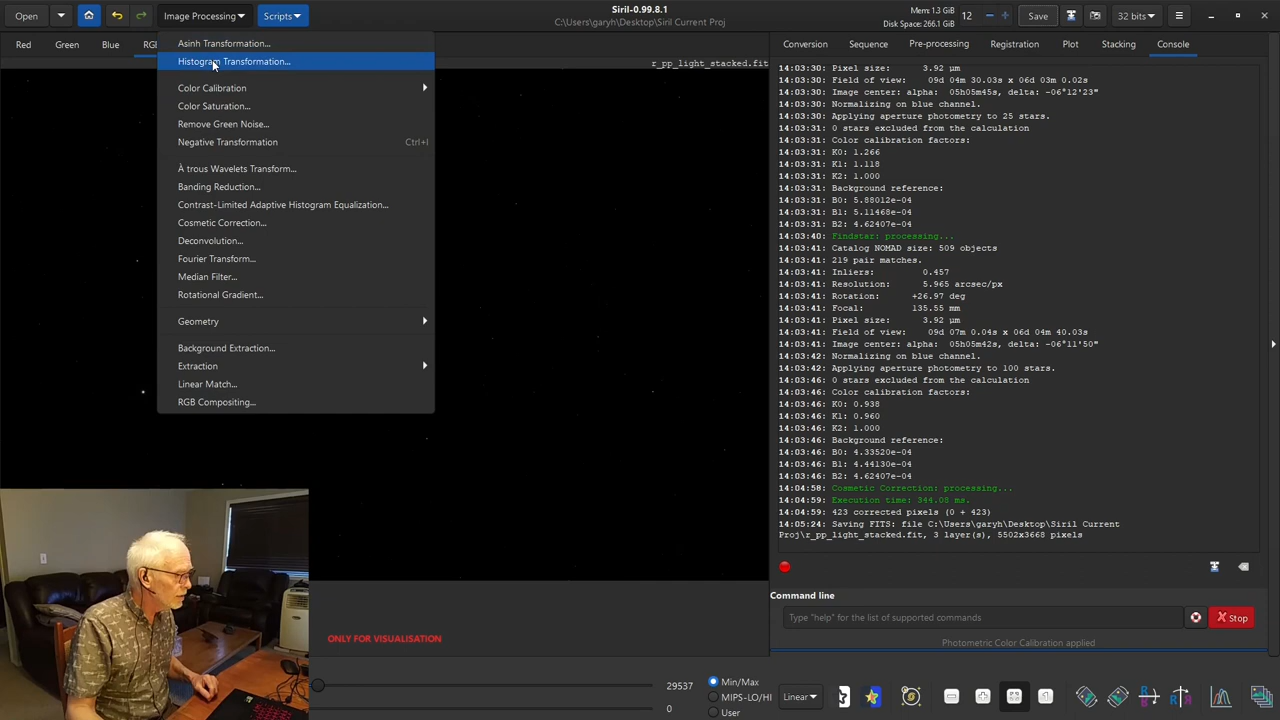 Open
Image Processing
Scripts
Siril-0.99.8.1
C:\Users\garyh\Desktop\Siril Current Proj
Mem: 1.3 GiB
Disk Space: 266.1 GiB
12
Save
32 bits
Red
Green
Blue
r_pp_light_stacked.fit
Asinh Transformation...
Histogram Transformation...
Color Calibration
Color Saturation...
Remove Green Noise...
Negative Transformation Ctrl+I
À trous Wavelets Transform...
Banding Reduction...
Contrast-Limited Adaptive Histogram Equalization...
Cosmetic Correction...
Deconvolution...
Fourier Transform...
Median Filter...
Rotational Gradient...
Geometry
Background Extraction...
Extraction
Linear Match...
RGB Compositing...
Conversion Sequence Pre-processing Registration Plot Stacking Console
14:03:30: Pixel size: 3.92 µm
14:03:30: Field of view: 09d 04m 30.03s x 06d 03m 0.02s
14:03:30: Image center: alpha: 05h05m45s, delta: -06°12'23"
14:03:30: Normalizing on blue channel.
14:03:30: Applying aperture photometry to 25 stars.
14:03:31: 0 stars excluded from the calculation
14:03:31: Color calibration factors:
14:03:31: K0: 1.266
14:03:31: K1: 1.118
14:03:31: K2: 1.000
14:03:31: Background reference:
14:03:31: B0: 5.88012e-04
14:03:31: B1: 5.11468e-04
14:03:31: B2: 4.62407e-04
14:03:40: Findstar: processing...
14:03:41: Catalog NOMAD size: 509 objects
14:03:41: 219 pair matches.
14:03:41: Inliers: 0.457
14:03:41: Resolution: 5.965 arcsec/px
14:03:41: Rotation: +26.97 deg
14:03:41: Focal: 135.55 mm
14:03:41: Pixel size: 3.92 µm
14:03:41: Field of view: 09d 07m 0.04s x 06d 04m 40.03s
14:03:41: Image center: alpha: 05h05m42s, delta: -06°11'50"
14:03:42: Normalizing on blue channel.
14:03:42: Applying aperture photometry to 100 stars.
14:03:46: 0 stars excluded from the calculation
14:03:46: Color calibration factors:
14:03:46: K0: 0.938
14:03:46: K1: 0.960
14:03:46: K2: 1.000
14:03:46: Background reference:
14:03:46: B0: 4.33520e-04
14:03:46: B1: 4.44130e-04
14:03:46: B2: 4.62407e-04
14:04:58: Cosmetic Correction: processing...
14:04:59: Execution time: 344.08 ms.
14:04:59: 423 corrected pixels (0 + 423)
14:05:24: Saving FITS: file C:\Users\garyh\Desktop\Siril Current
Proj\r_pp_light_stacked.fit, 3 layer(s), 5502x3668 pixels
Command line
Type "help" for the list of supported commands
Stop
Photometric Color Calibration applied
ONLY FOR VISUALISATION
29537
0
Min/Max
MIPS-LO/HI
User
Linear